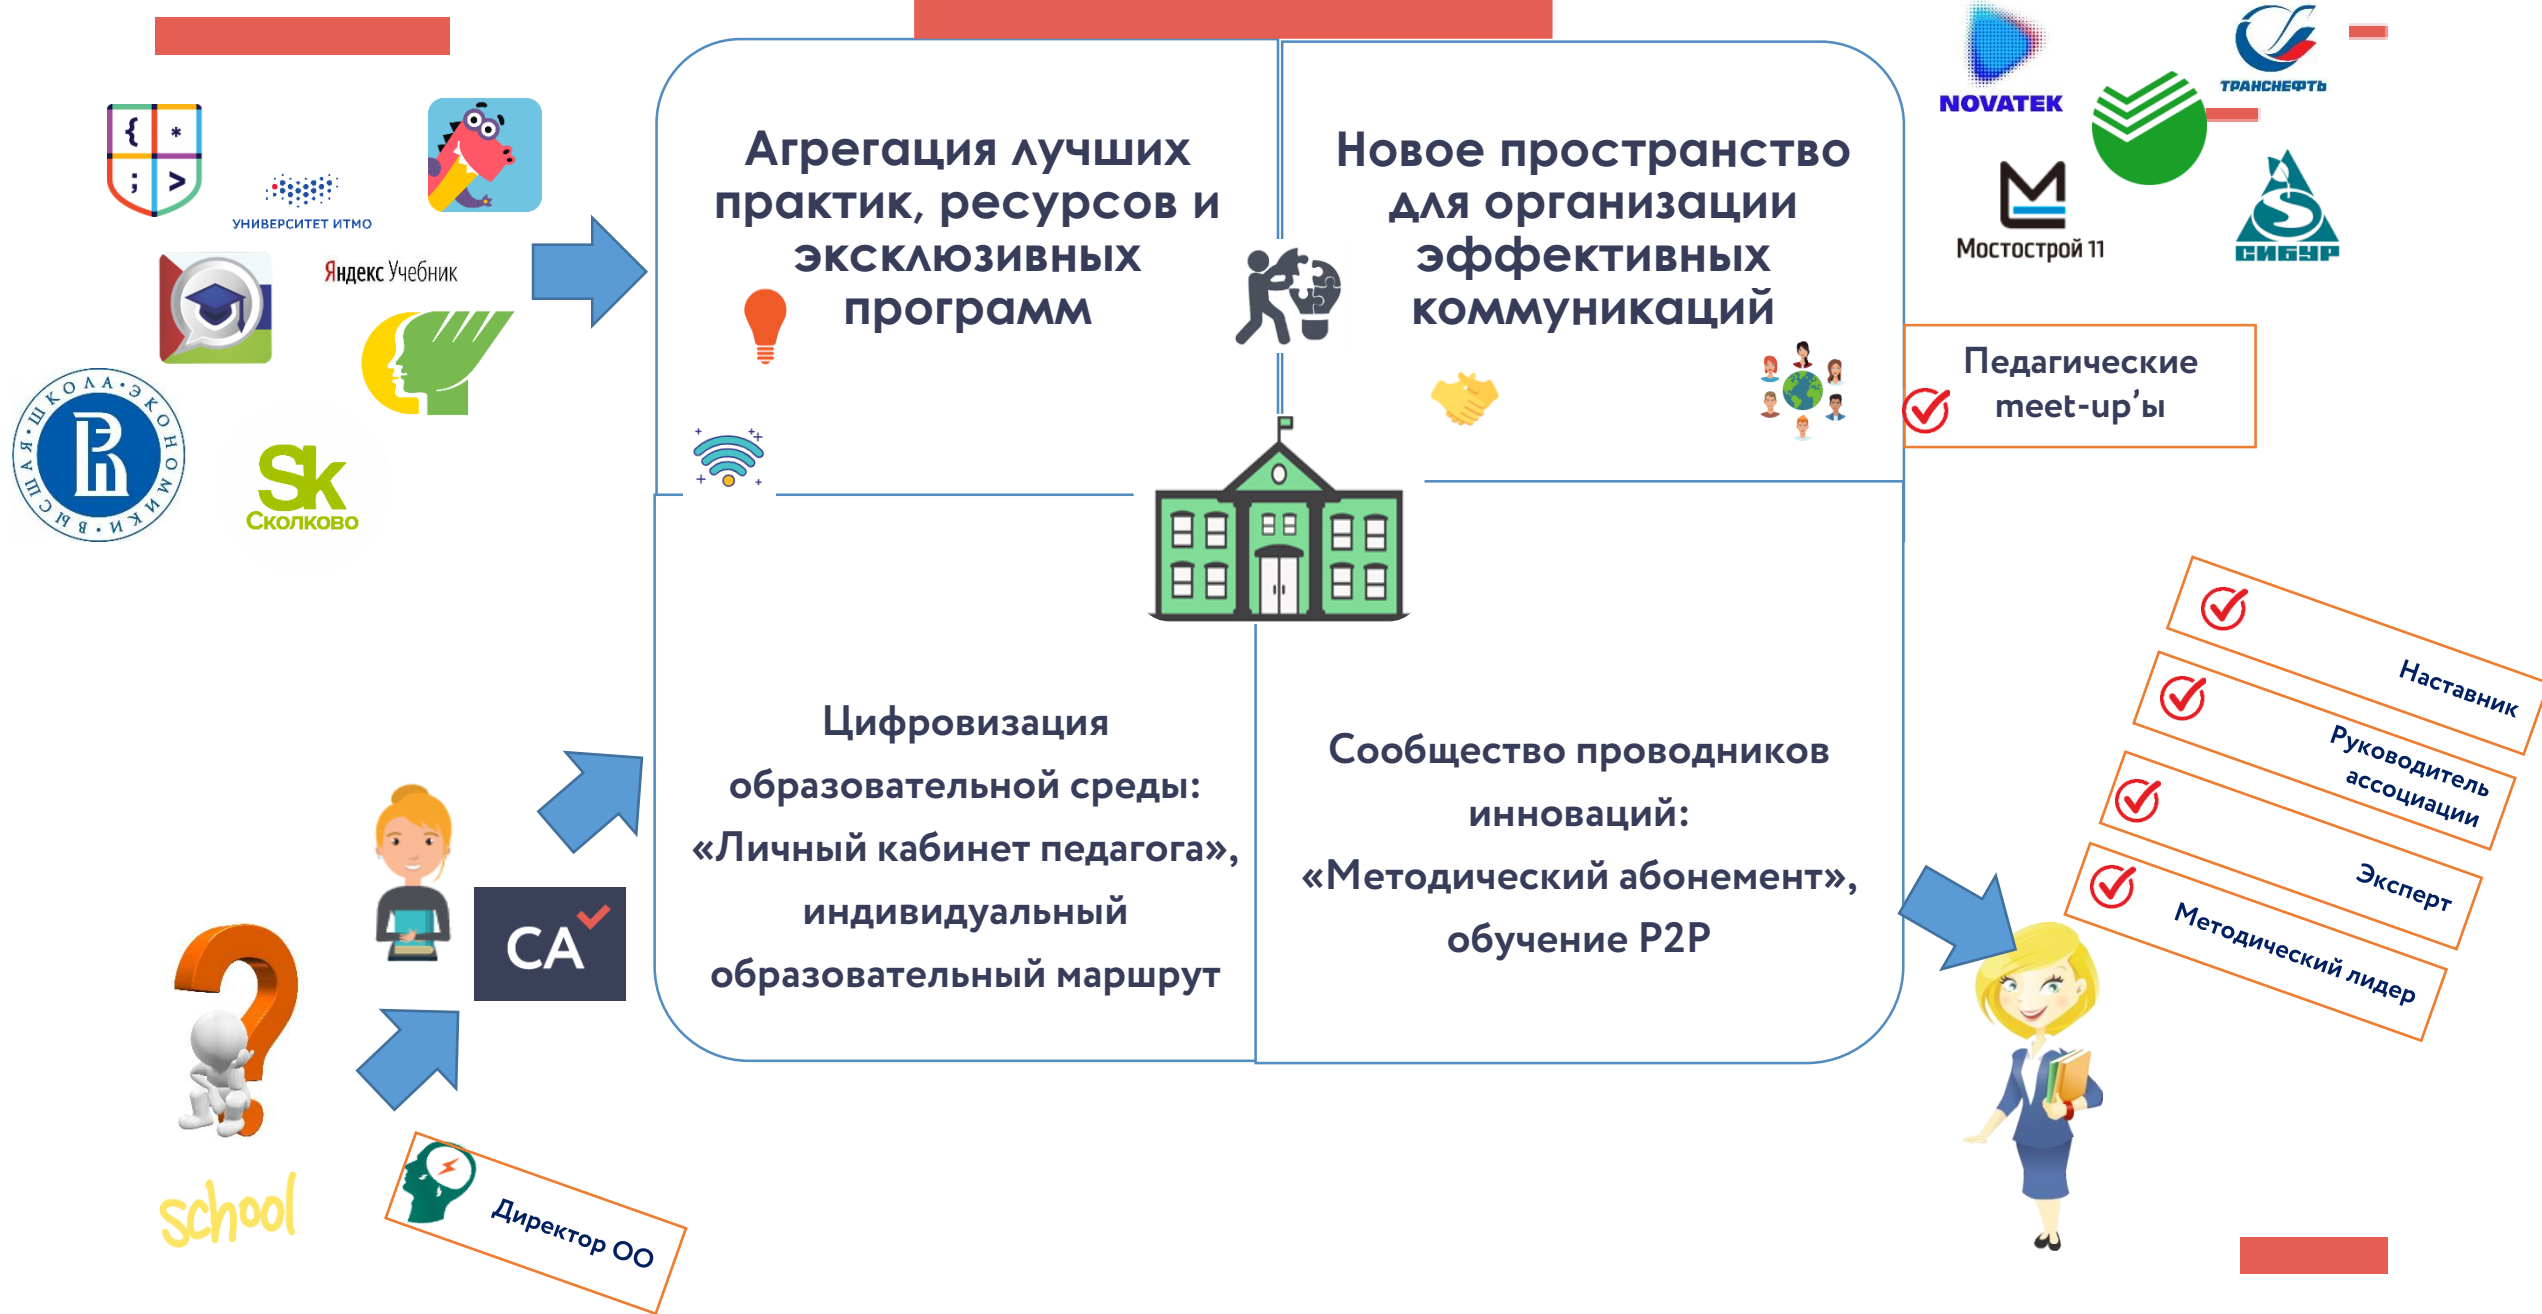 { *
; >
УНИВЕРСИТЕТ ИТМО
Яндекс Учебник
ВЫСШАЯ • ШКОЛА • ЭКОНОМИКИ
Sk
Сколково
Агрегация лучших
практик, ресурсов и
эксклюзивных
программ
Новое пространство
для организации
эффективных
коммуникаций
NOVATEK
ТРАНСНЕФТЬ
Мостострой 11
СИБУР
Педагические
meet-up’ы
Цифровизация
образовательной среды:
«Личный кабинет педагога»,
индивидуальный
образовательный маршрут
Сообщество проводников
инноваций:
«Методический абонемент»,
обучение P2P
Наставник
Руководитель
ассоциации
Эксперт
Методический лидер
СА
school
Директор ОО